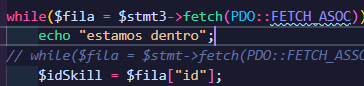 while($fila = $stmt3->fetch(PDO::FETCH_ASOC))
echo "estamos dentro";
// while($fila = $stmt->fetch(PDO::FETCH_ASSO
$idSkill = $fila["id"];